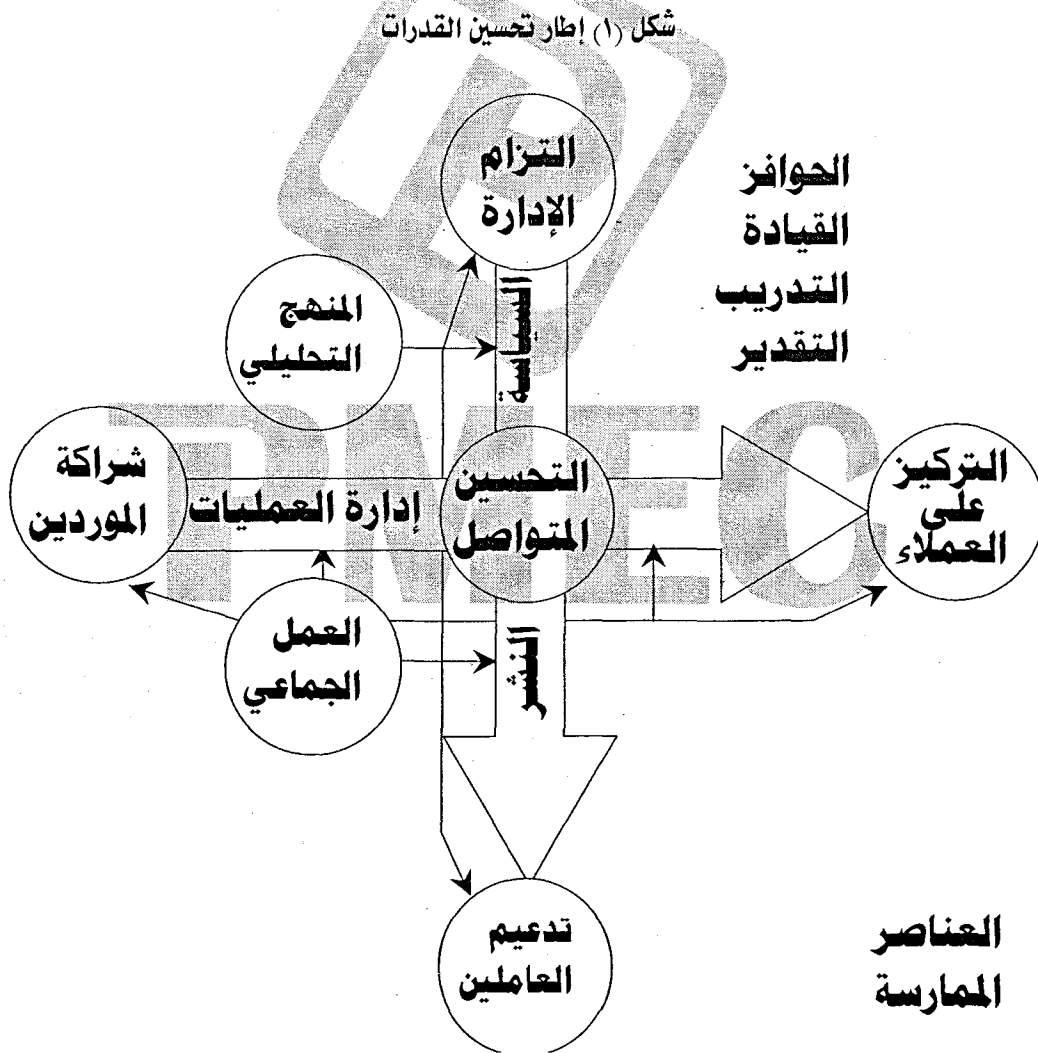 شكل (١) إطار تحسين القدرات
التزام
الإدارة
الحوافز
القيادة
التدريب
التقدير
المنهج
التحليلي
السياسة
شراكة
الموردين
إدارة العمليات
التحسين
المتواصل
التركيز
على
العملاء
العمل
الجماعي
النشر
تدعيم
العاملين
العناصر
الممارسة
PMEC